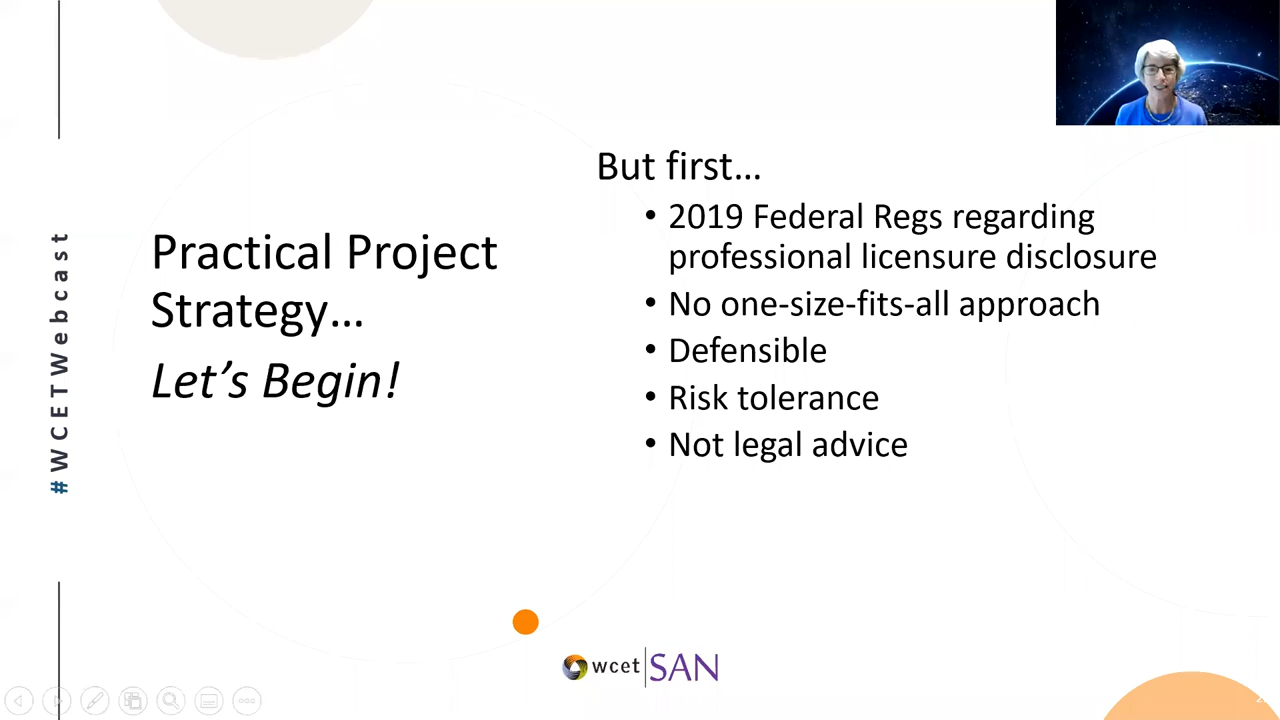 #WCETWebcast
Practical Project
Strategy…
Let's Begin!
But first…
• 2019 Federal Regs regarding
professional licensure disclosure
• No one-size-fits-all approach
• Defensible
• Risk tolerance
• Not legal advice
wcet SAN